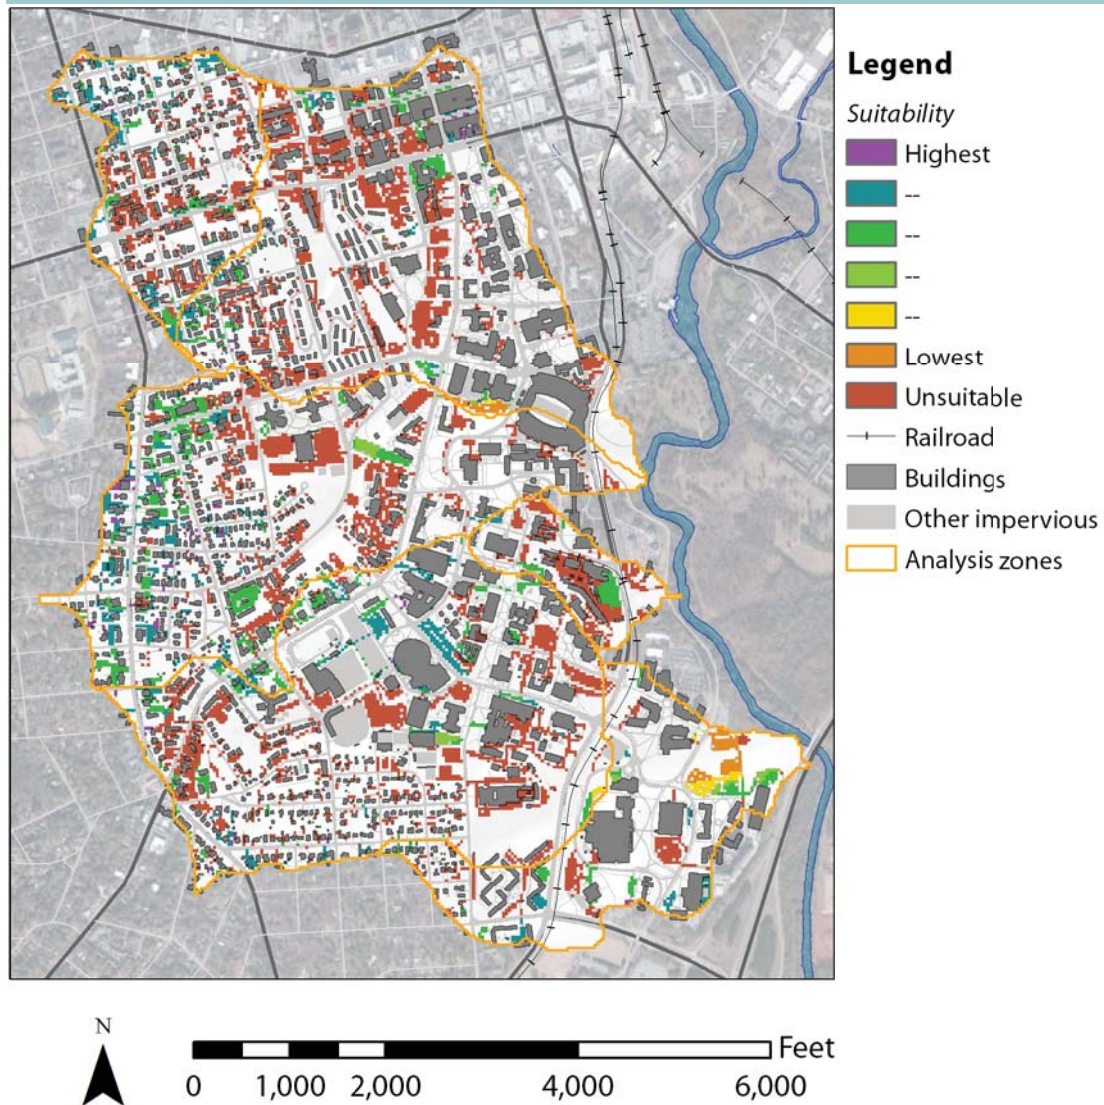 Legend
Suitability
Highest
--
--
--
--
Lowest
Unsuitable
Railroad
Buildings
Other impervious
Analysis zones
N
Feet
0 1,000 2,000 4,000 6,000